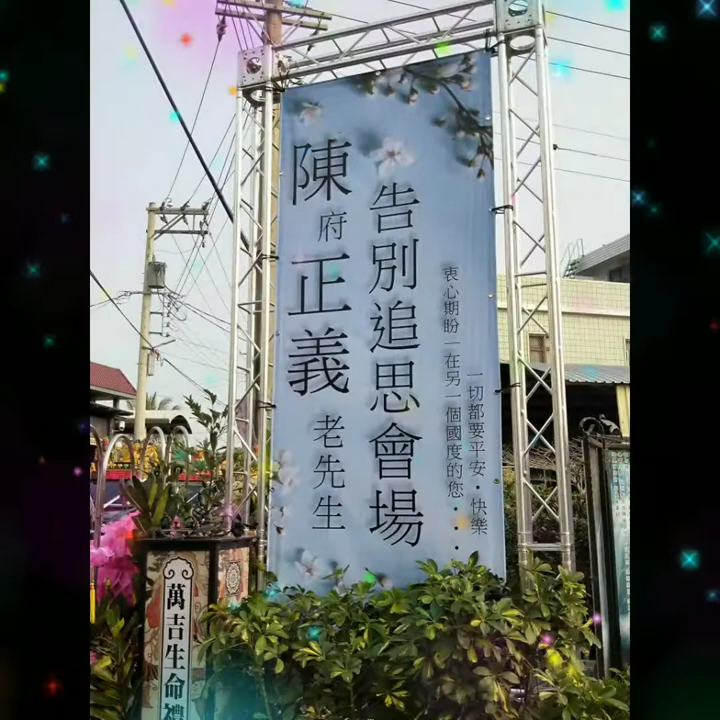 陳府正義老先生
告別追思會場
衷心期盼—在另一個國度的您...
一切都要平安·快樂
萬吉生命禮